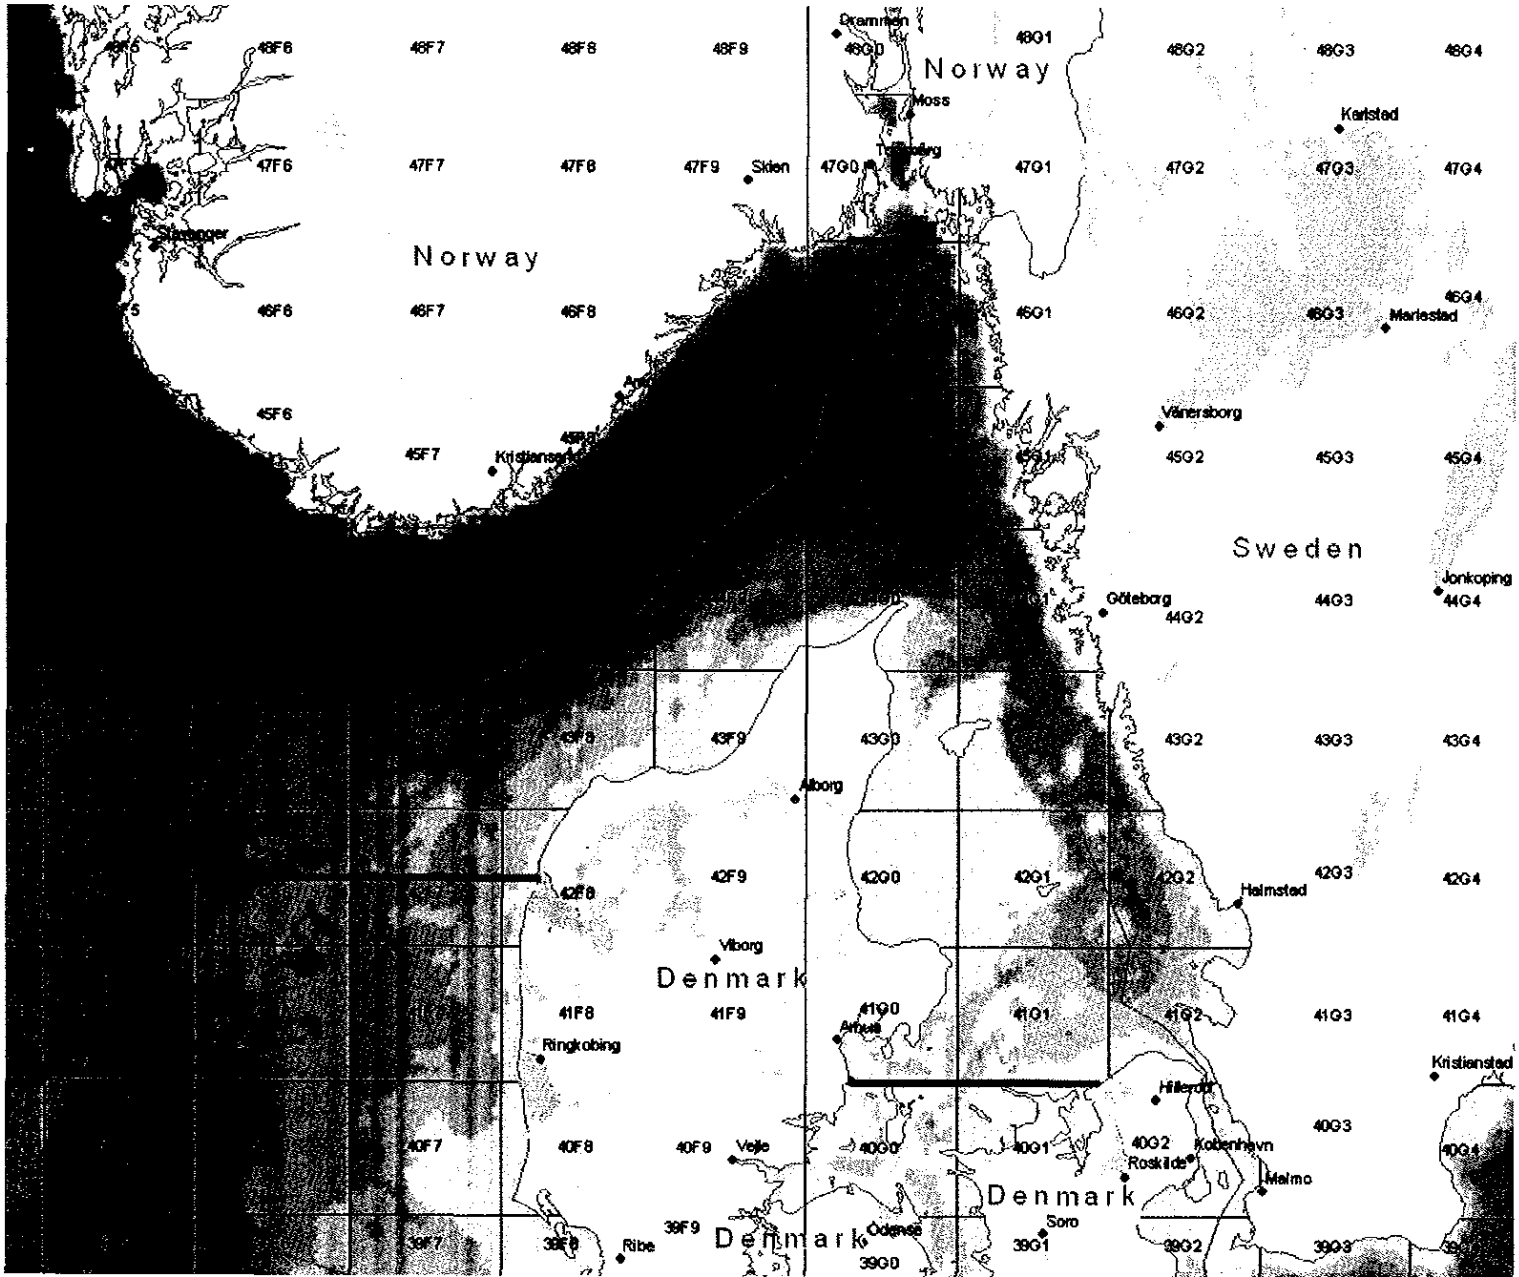 Drammen
48F6 48F7 48F8 48F9 48G0 48G1 48G2 48G3 48G4
Norway
Moss
Karlstad
47F6 47F7 47F8 47F9 Skien 47G0 47G1 47G2 47G3 47G4
Stavanger
Norway
46F6 46F7 46F8 46G1 46G2 46G3 46G4
Mariestad
45F6
Vänersborg
45F7 Kristiansand 45F8 45G1 45G2 45G3 45G4
Sweden
Jonkoping
Göteborg 44G2 44G3 44G4
43F8 43F9 43G0 43G2 43G3 43G4
Alborg
42F8 42F9 42G0 42G1 42G2 42G3 42G4
Halmstad
Viborg
Denmark
41F8 41F9 41G0 41G1 41G2 41G3 41G4
Arhus
Ringkobing
Kristianstad
Hillerod
40F7 40F8 40F9 Vejle 40G0 40G1 40G2 Kobenhavn 40G3 40G4
Roskilde
Malmo
Denmark
39F7 39F8 39F9 Denmark Odense Soro
Ribe 39G0 39G1 39G2 39G3